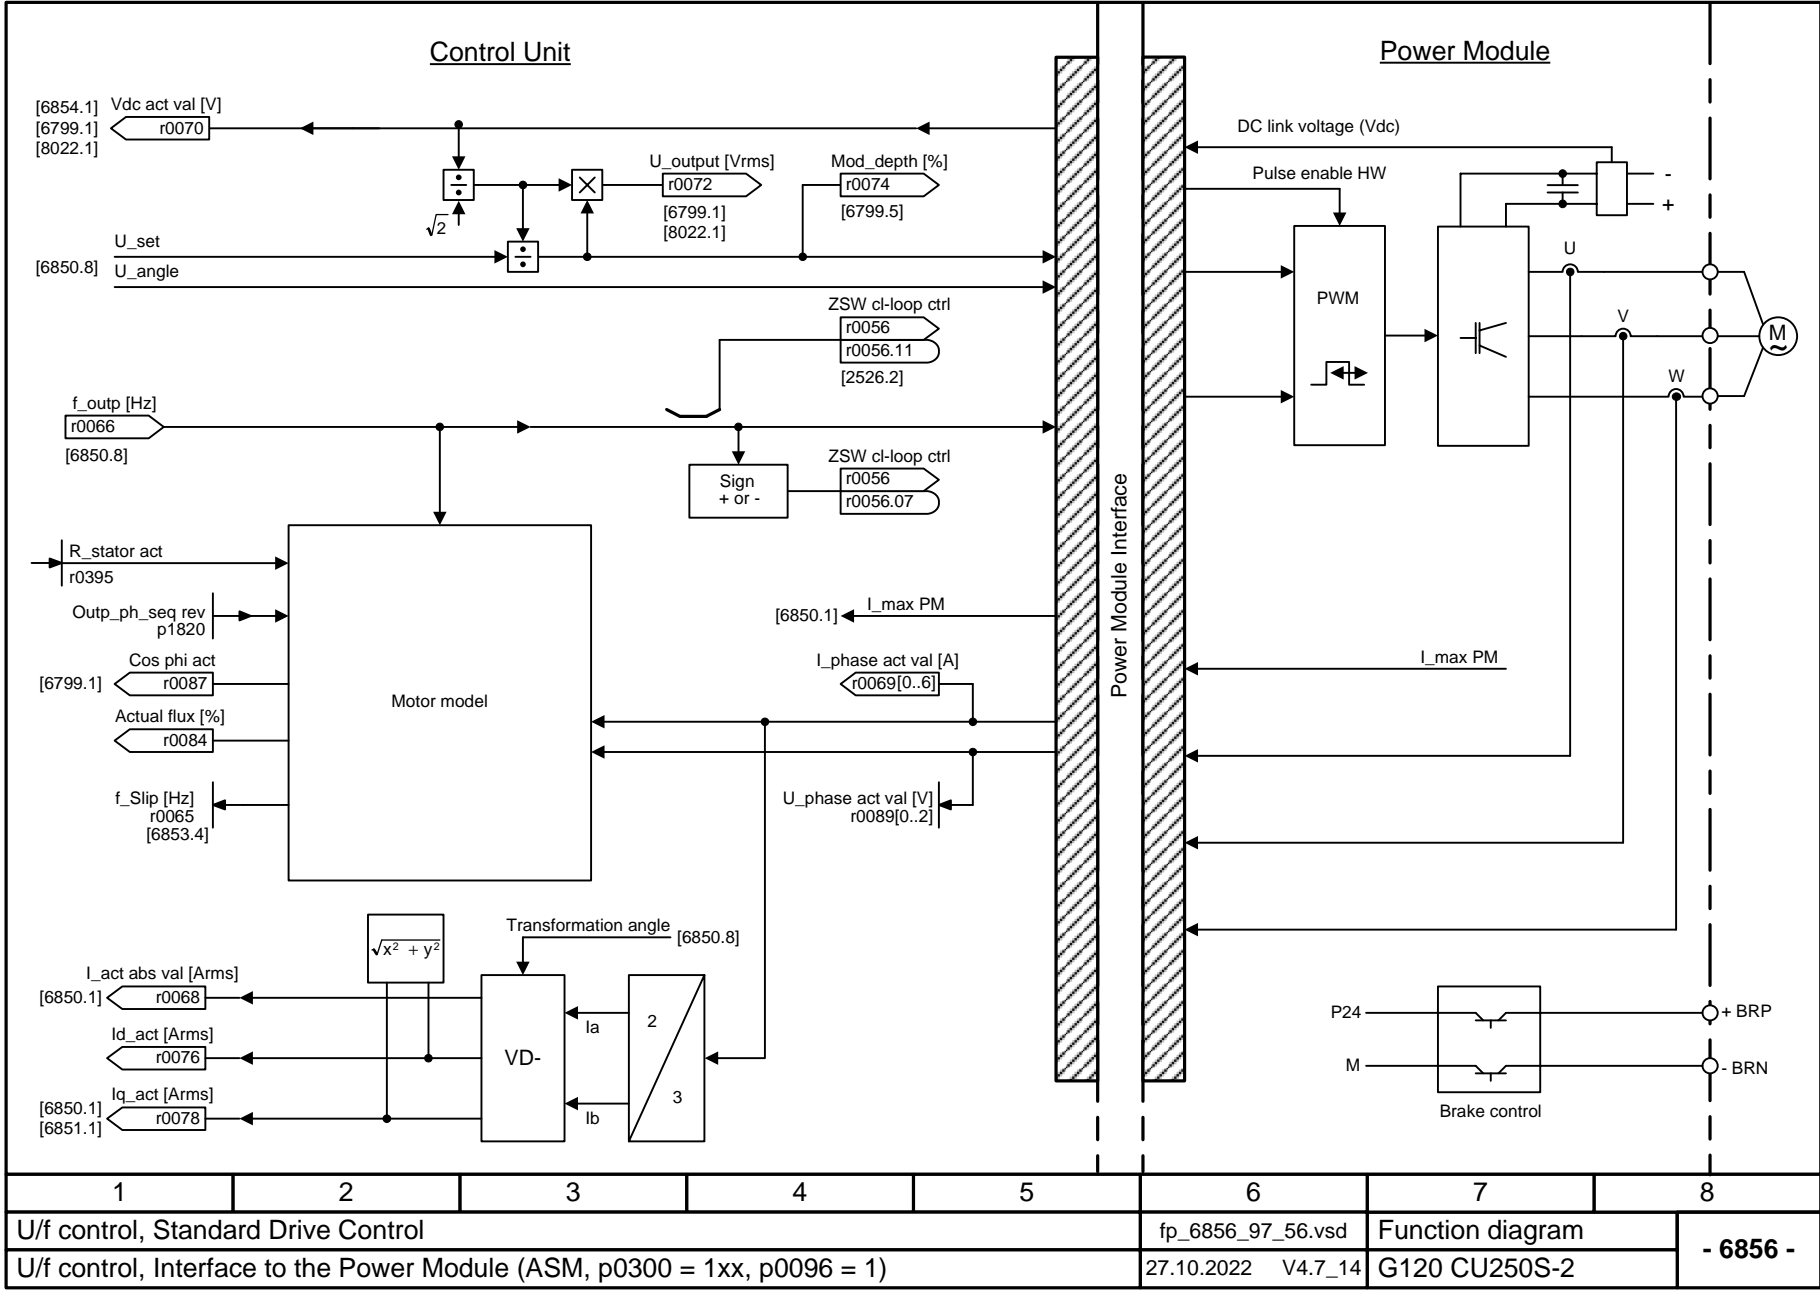 Control Unit
Power Module
[6854.1]
Vdc act val [V]
[6799.1]
r0070
[8022.1]
DC link voltage (Vdc)
U_output [Vrms]
r0072
[6799.1]
[8022.1]
Mod_depth [%]
r0074
[6799.5]
Pulse enable HW
-
+
÷
×
√2
÷
U_set
[6850.8]
U_angle
U
V
W
PWM
M
~
ZSW cl-loop ctrl
r0056
r0056.11
[2526.2]
f_outp [Hz]
r0066
[6850.8]
Sign
+ or -
ZSW cl-loop ctrl
r0056
r0056.07
Power Module Interface
R_stator act
r0395
Outp_ph_seq rev
p1820
Cos phi act
[6799.1]
r0087
Actual flux [%]
r0084
f_Slip [Hz]
r0065
[6853.4]
Motor model
[6850.1]
I_max PM
I_phase act val [A]
r0069[0..6]
U_phase act val [V]
r0089[0..2]
I_max PM
√x² + y²
Transformation angle
[6850.8]
I_act abs val [Arms]
[6850.1]
r0068
Id_act [Arms]
r0076
Iq_act [Arms]
[6850.1]
[6851.1]
r0078
VD-
Ia
Ib
2
3
P24
+ BRP
M
- BRN
Brake control
1 2 3 4 5 6 7 8
U/f control, Standard Drive Control
fp_6856_97_56.vsd
Function diagram
- 6856 -
U/f control, Interface to the Power Module (ASM, p0300 = 1xx, p0096 = 1)
27.10.2022 V4.7_14
G120 CU250S-2